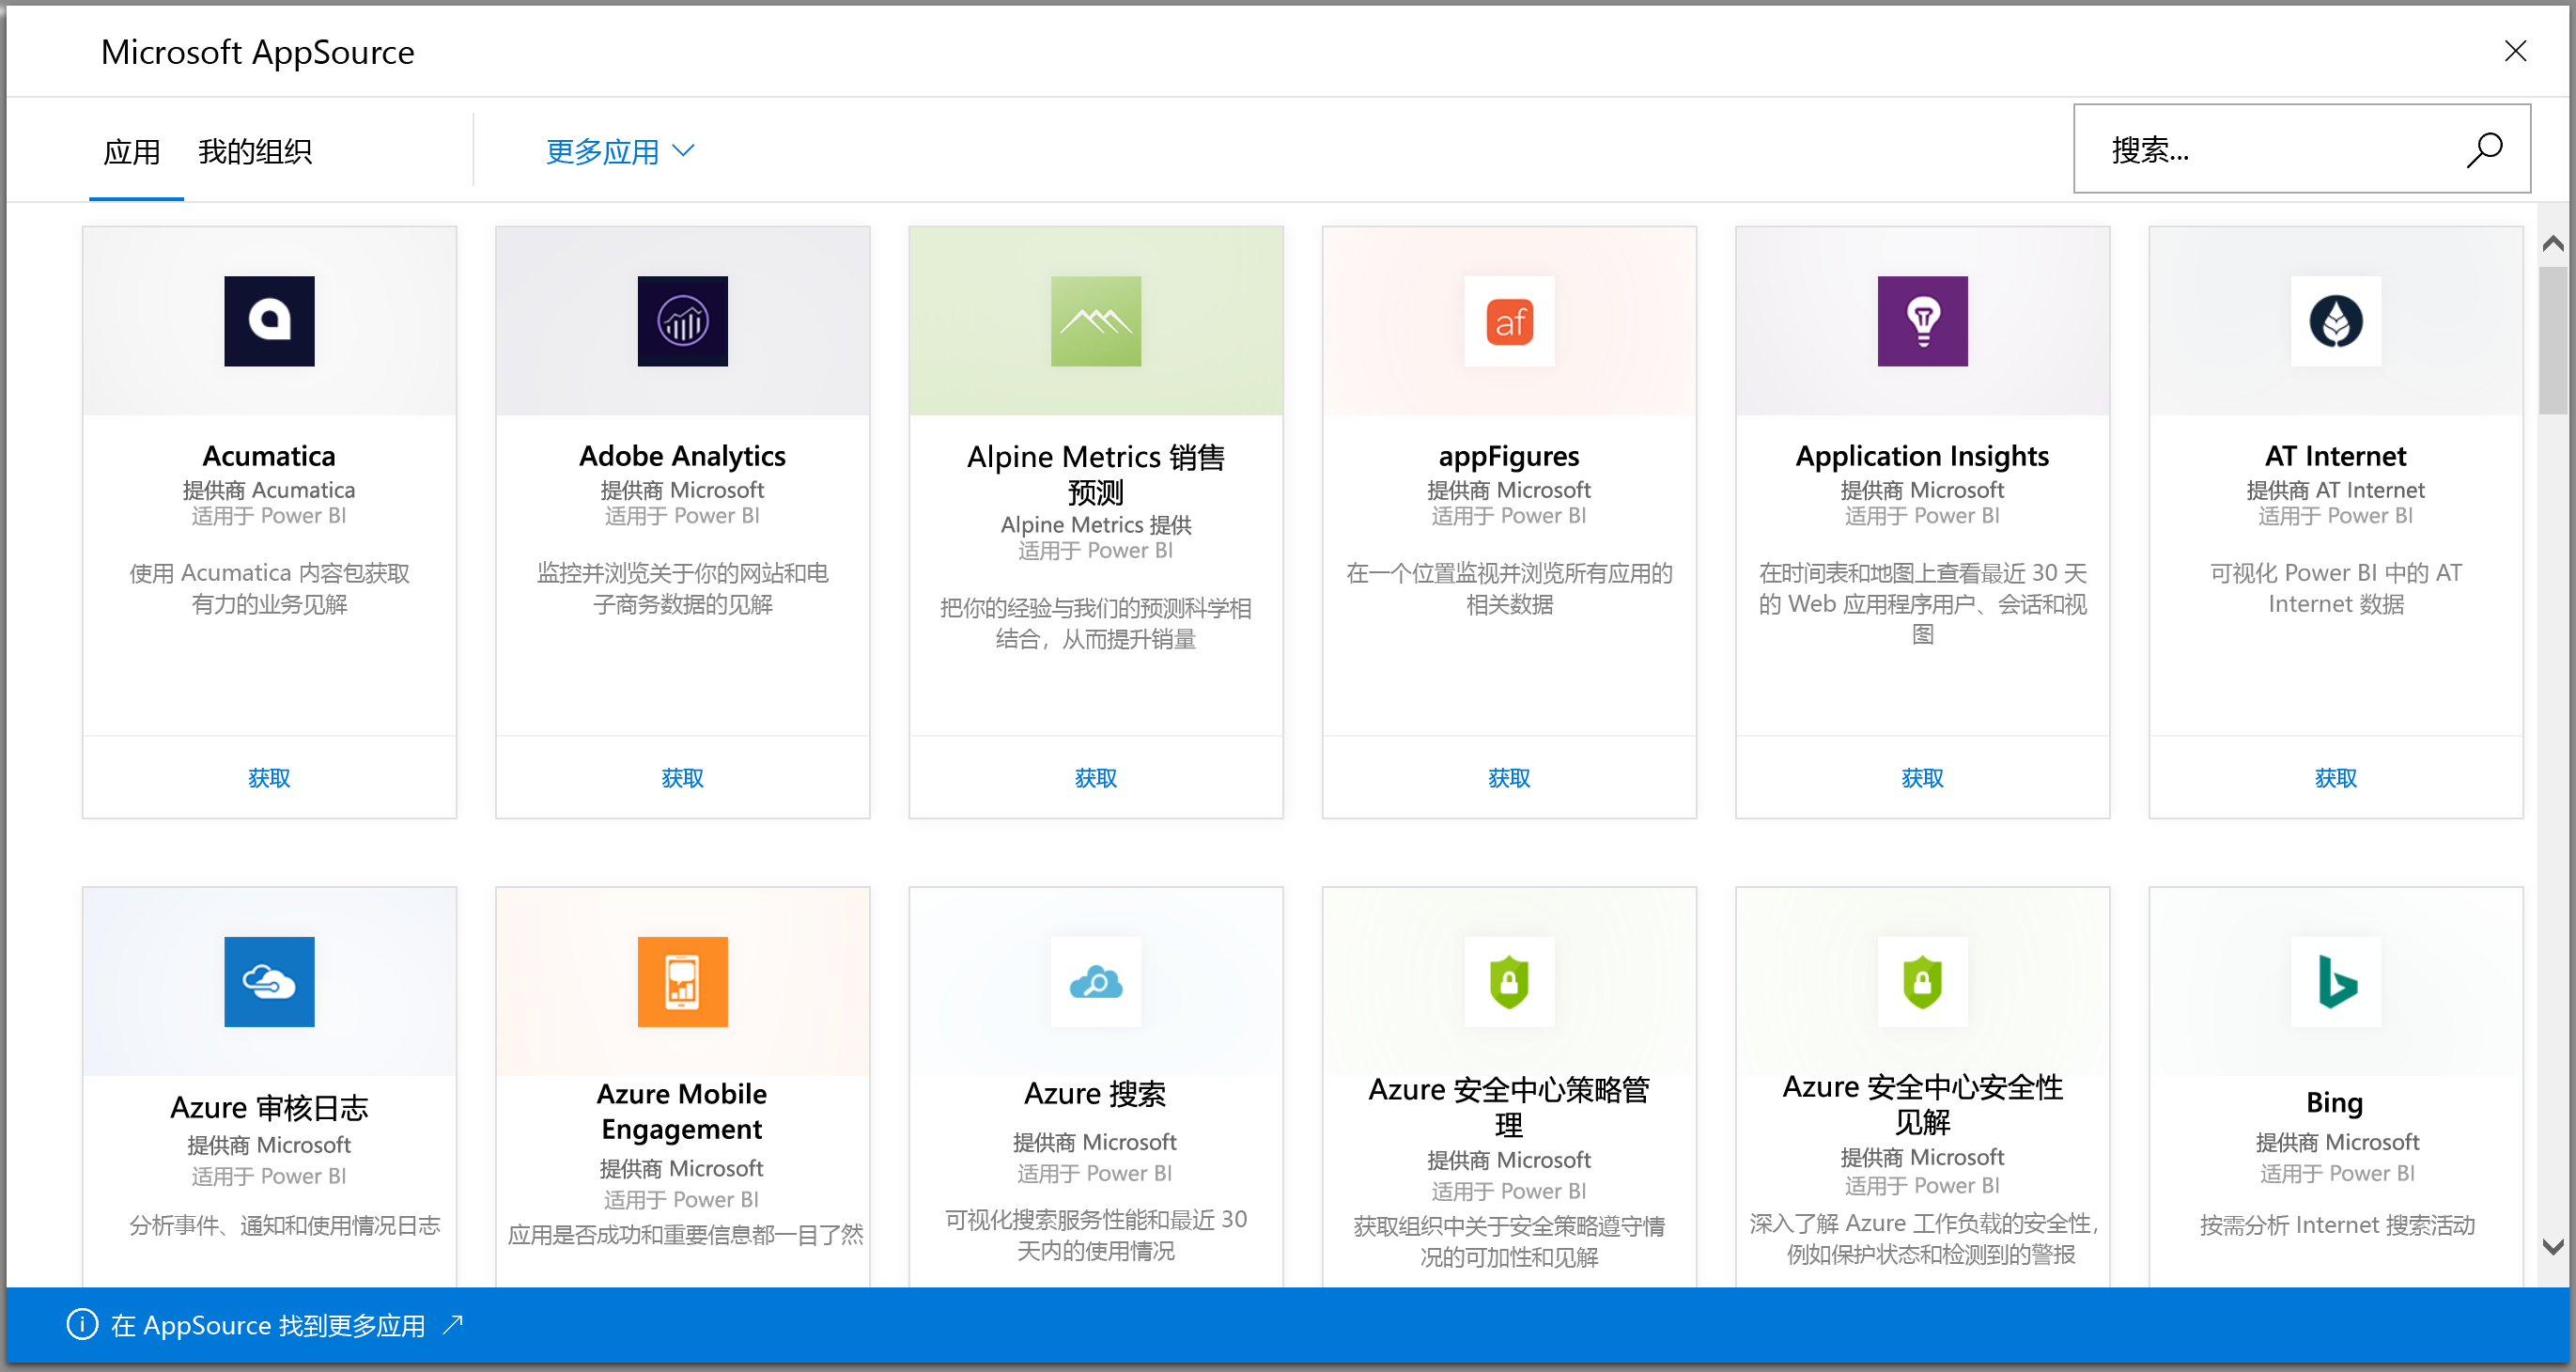 Microsoft AppSource
应用 我的组织 更多应用
搜索...
af
Acumatica
提供商 Acumatica
适用于 Power BI
使用 Acumatica 内容包获取
有力的业务见解
获取
Adobe Analytics
提供商 Microsoft
适用于 Power BI
监控并浏览关于你的网站和电
子商务数据的见解
获取
Alpine Metrics 销售
预测
Alpine Metrics 提供
适用于 Power BI
把你的经验与我们的预测科学相
结合，从而提升销量
获取
appFigures
提供商 Microsoft
适用于 Power BI
在一个位置监视并浏览所有应用的
相关数据
获取
Application Insights
提供商 Microsoft
适用于 Power BI
在时间表和地图上查看最近 30 天
的 Web 应用程序用户、会话和视
图
获取
AT Internet
提供商 AT Internet
适用于 Power BI
可视化 Power BI 中的 AT
Internet 数据
获取
Azure 审核日志
提供商 Microsoft
适用于 Power BI
分析事件、通知和使用情况日志
Azure Mobile
Engagement
提供商 Microsoft
适用于 Power BI
应用是否成功和重要信息都一目了然
Azure 搜索
提供商 Microsoft
适用于 Power BI
可视化搜索服务性能和最近 30
天内的使用情况
Azure 安全中心策略管
理
提供商 Microsoft
适用于 Power BI
获取组织中关于安全策略遵守情
况的可加性和见解
Azure 安全中心安全性
见解
提供商 Microsoft
适用于 Power BI
深入了解 Azure 工作负载的安全性，
例如保护状态和检测到的警报
Bing
提供商 Microsoft
适用于 Power BI
按需分析 Internet 搜索活动
在 AppSource 找到更多应用